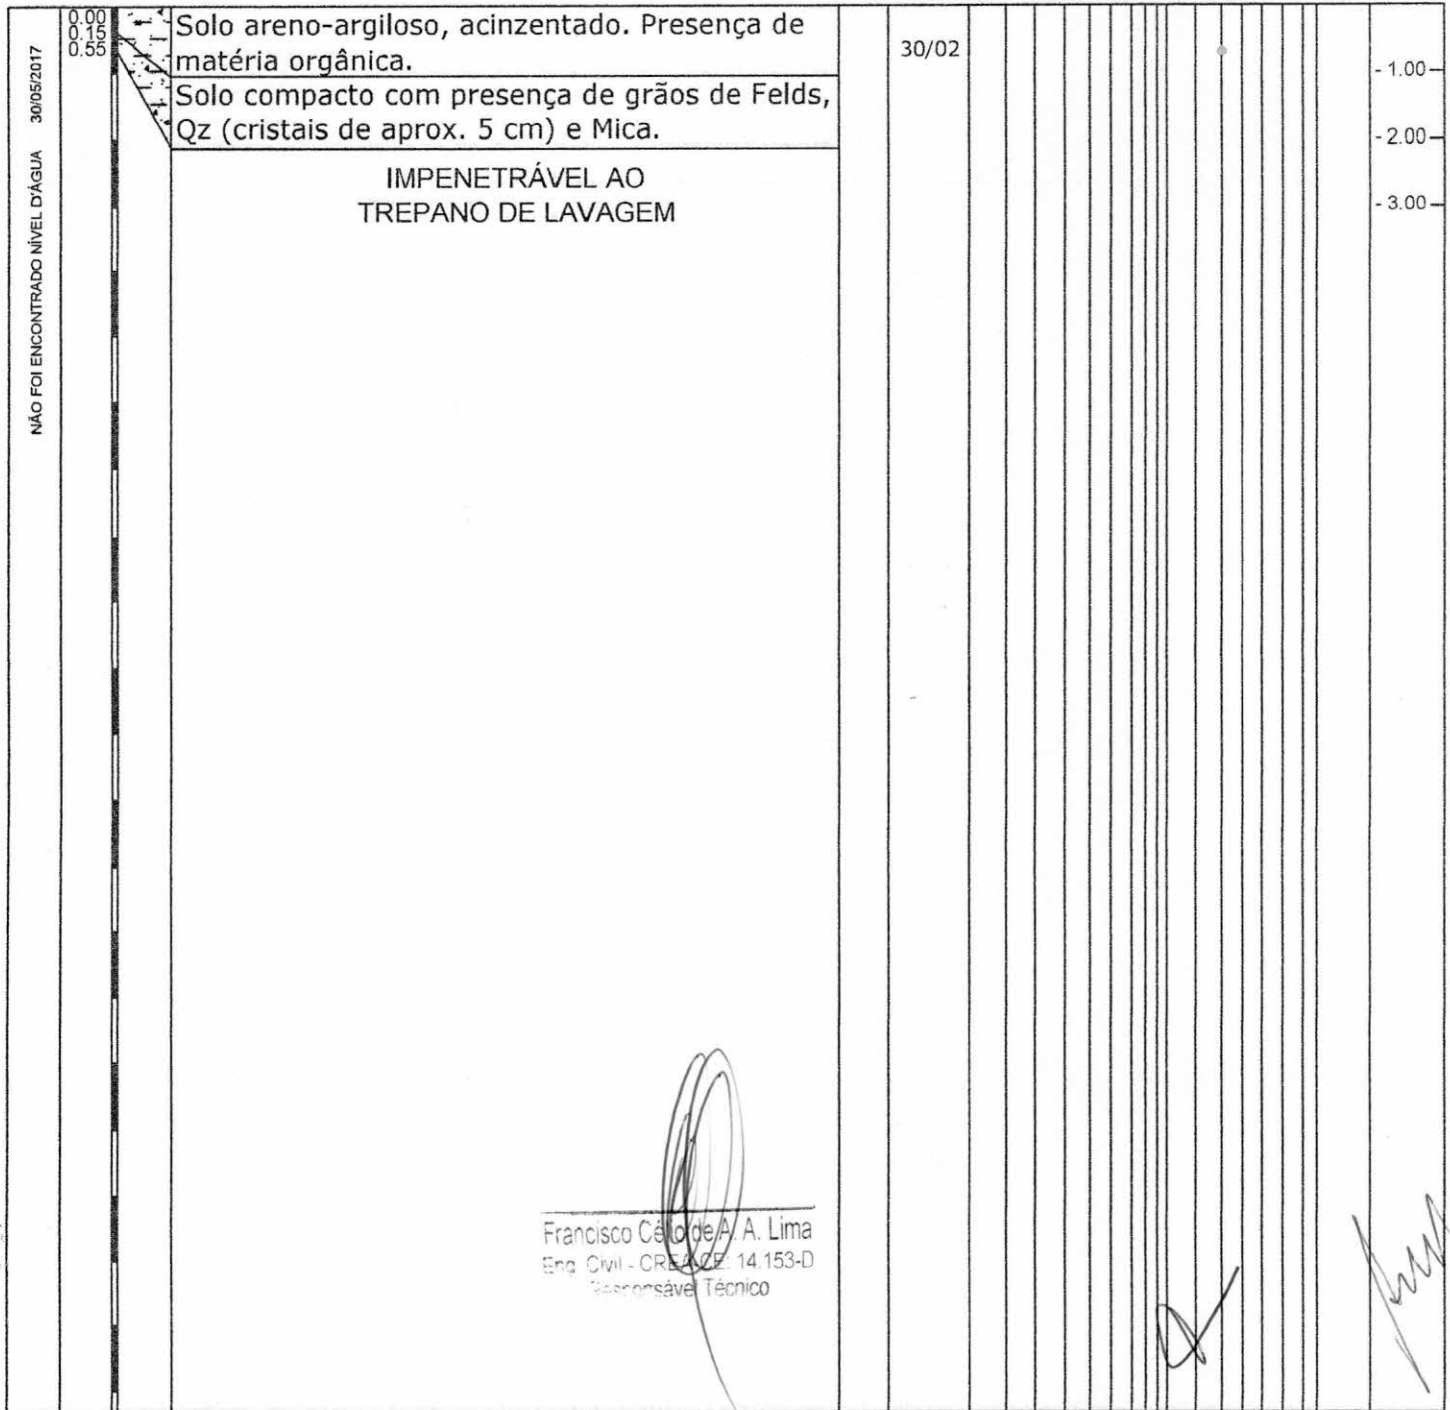 NÃO FOI ENCONTRADO NÍVEL D'ÁGUA 30/05/2017
0.00
0.15
0.55
Solo areno-argiloso, acinzentado. Presença de
matéria orgânica.
Solo compacto com presença de grãos de Felds,
Qz (cristais de aprox. 5 cm) e Mica.
IMPENETRÁVEL AO
TREPANO DE LAVAGEM
30/02
- 1.00
- 2.00
- 3.00
Francisco Célio de A. A. Lima
Eng. Civil - CREA-CE: 14.153-D
Responsável Técnico